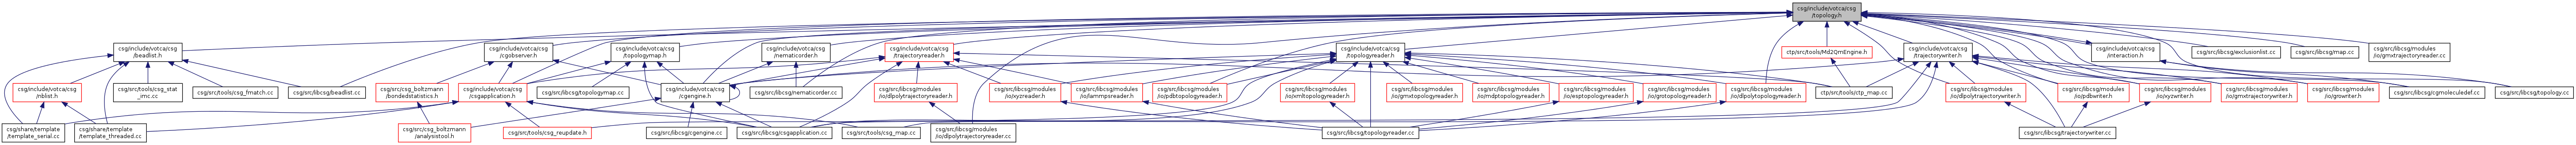 csg/include/votca/csg
/topology.h
csg/include/votca/csg
/beadlist.h
csg/include/votca/csg
/cgobserver.h
csg/include/votca/csg
/topologymap.h
csg/include/votca/csg
/nematicorder.h
csg/include/votca/csg
/trajectoryreader.h
csg/include/votca/csg
/topologyreader.h
ctp/src/tools/Md2QmEngine.h
csg/include/votca/csg
/trajectorywriter.h
csg/include/votca/csg
/interaction.h
csg/src/libcsg/exclusionlist.cc
csg/src/libcsg/map.cc
csg/src/libcsg/modules
/io/gmxtrajectoryreader.h
csg/include/votca/csg
/nblist.h
csg/src/tools/csg_stat
_imc.cc
csg/src/tools/csg_fmatch.cc
csg/src/libcsg/beadlist.cc
csg/src/csg_boltzmann
/bondedstatistics.h
csg/include/votca/csg
/csgapplication.h
csg/src/libcsg/topologymap.cc
csg/include/votca/csg
/cgengine.h
csg/src/libcsg/nematicorder.cc
csg/src/libcsg/modules
/io/dlpolytrajectoryreader.h
csg/src/libcsg/modules
/io/xyzreader.h
csg/src/libcsg/modules
/io/lammpsreader.h
csg/src/libcsg/modules
/io/pdbtopologyreader.h
csg/src/libcsg/modules
/io/xmltopologyreader.h
csg/src/libcsg/modules
/io/gmxtopologyreader.h
csg/src/libcsg/modules
/io/mdptopologyreader.h
csg/src/libcsg/modules
/io/esptopologyreader.h
csg/src/libcsg/modules
/io/grotopologyreader.h
csg/src/libcsg/modules
/io/dlpolytopologyreader.h
ctp/src/tools/ctp_map.cc
csg/src/libcsg/modules
/io/dlpolytrajectorywriter.h
csg/src/libcsg/modules
/io/pdbwriter.h
csg/src/libcsg/modules
/io/xyzwriter.h
csg/src/libcsg/modules
/io/gmxtrajectorywriter.h
csg/src/libcsg/modules
/io/growriter.h
csg/src/libcsg/cgmoleculedef.cc
csg/src/libcsg/topology.cc
csg/share/template
/template_serial.cc
csg/share/template
/template_threaded.cc
csg/src/csg_boltzmann
/analysistool.h
csg/src/tools/csg_reupdate.h
csg/src/libcsg/cgengine.cc
csg/src/libcsg/csgapplication.cc
csg/src/tools/csg_map.cc
csg/src/libcsg/modules
/io/dlpolytrajectoryreader.cc
csg/src/libcsg/topologyreader.cc
csg/src/libcsg/trajectorywriter.cc